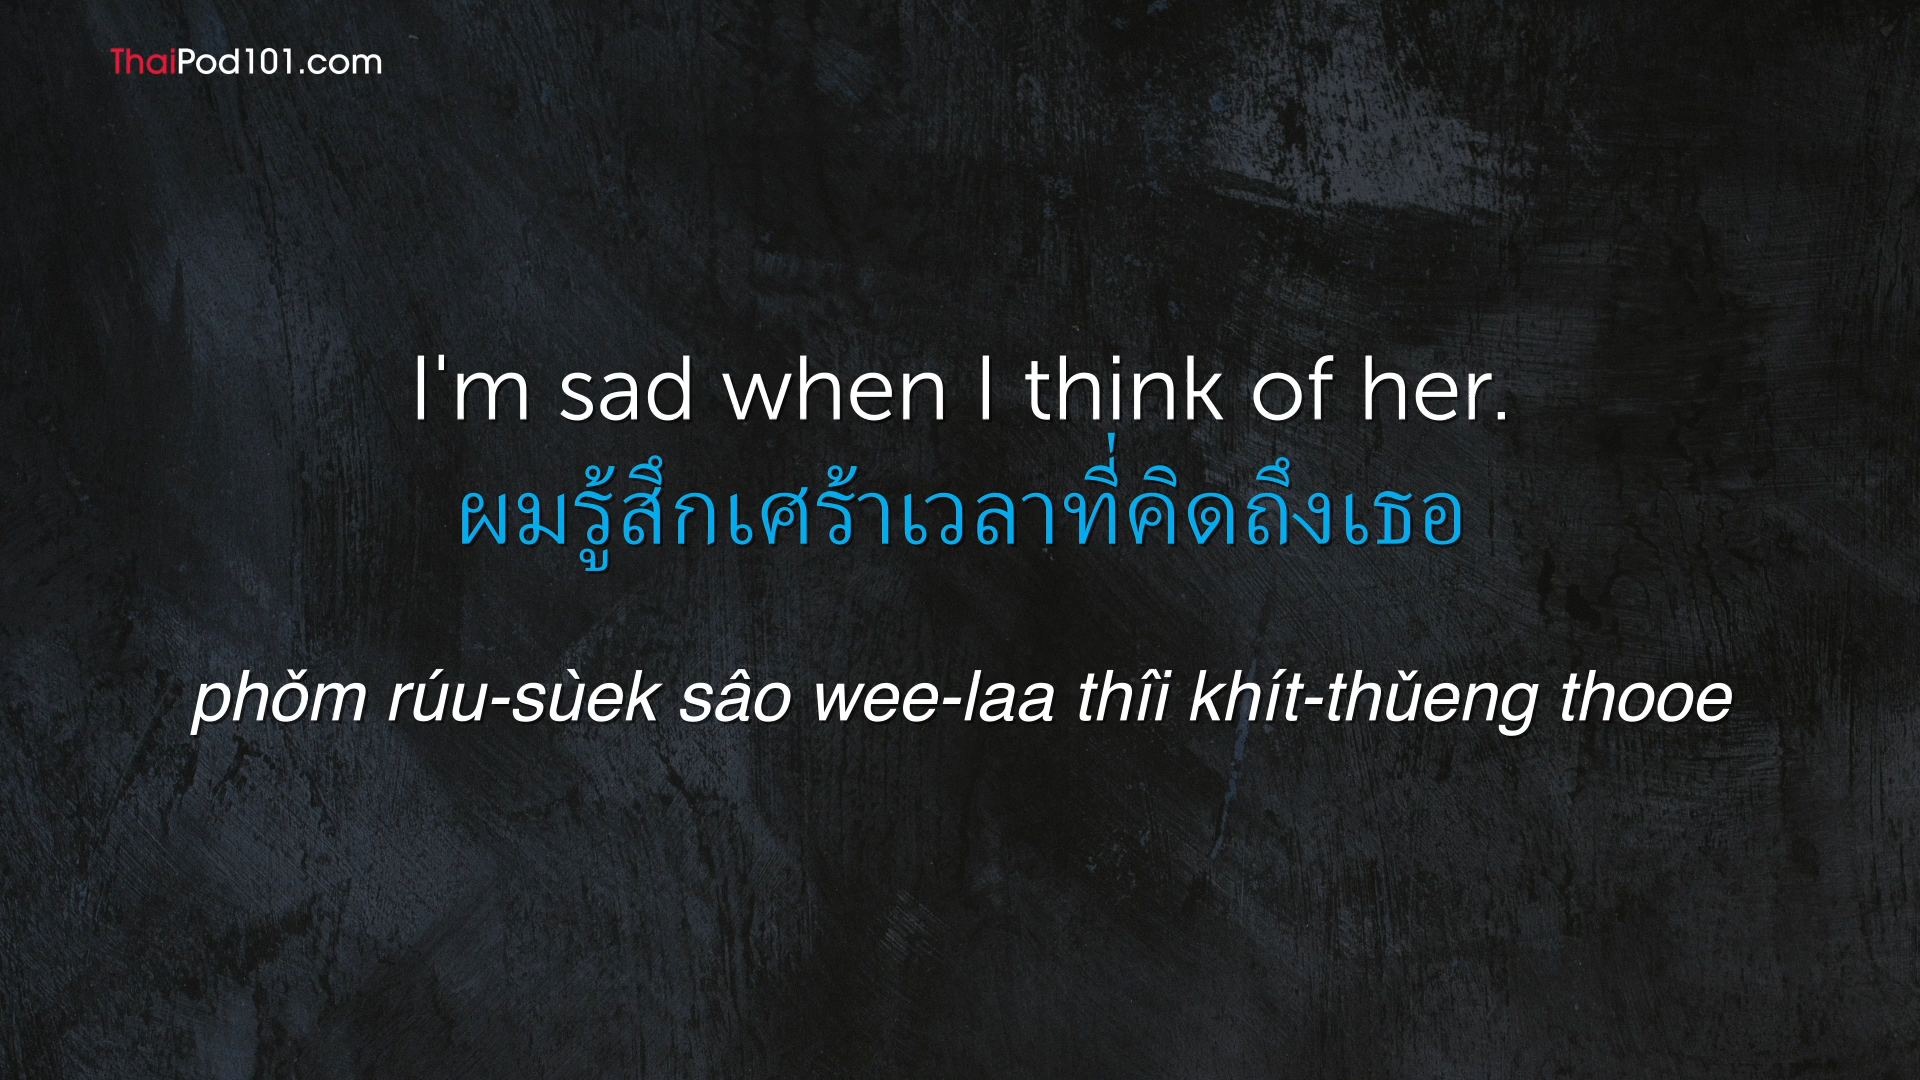 ThaiPod101.com
I'm sad when I think of her.
ผมรู้สึกเศร้าเวลาที่คิดถึงเธอ
phǒm rúu-sùek sâo wee-laa thîi khít-thǔeng thooe